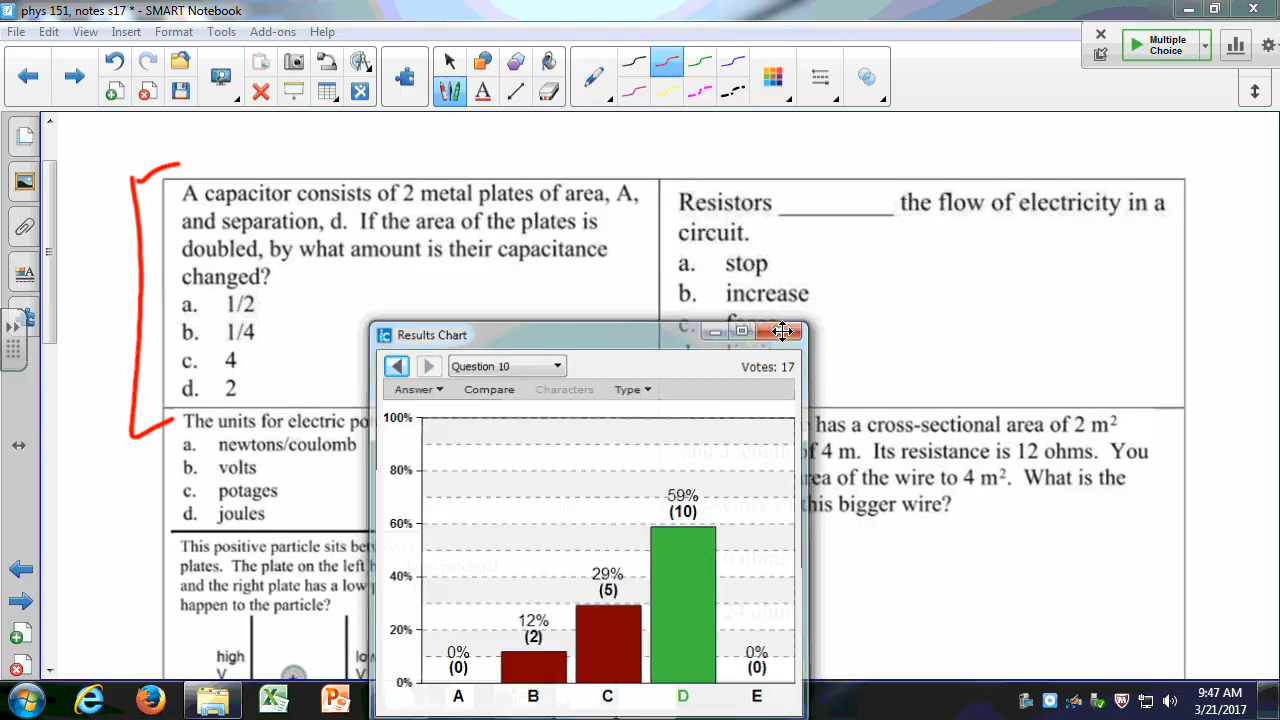 phys 151, notes s17 * - SMART Notebook
File Edit View Insert Format Tools Add-ons Help
Multiple
Choice
A capacitor consists of 2 metal plates of area, A,
and separation, d. If the area of the plates is
doubled, by what amount is their capacitance
changed?
a. 1/2
b. 1/4
c. 4
d. 2
Resistors _________ the flow of electricity in a
circuit.
a. stop
b. increase
c.
The units for electric po
a. newtons/coulomb
b. volts
c. potages
d. joules
has a cross-sectional area of 2 m²
and a length of 4 m. Its resistance is 12 ohms. You
area of the wire to 4 m². What is the
this bigger wire?
This positive particle sits
plates. The plate on the left
and the right plate has a low
happen to the particle?
high
V
Results Chart
Question 10
Votes: 17
Answer Compare Characters Type
100%
80%
60%
40%
20%
0%
0%
(0)
12%
(2)
29%
(5)
59%
(10)
0%
(0)
A B C D E
9:47 AM
3/21/2017